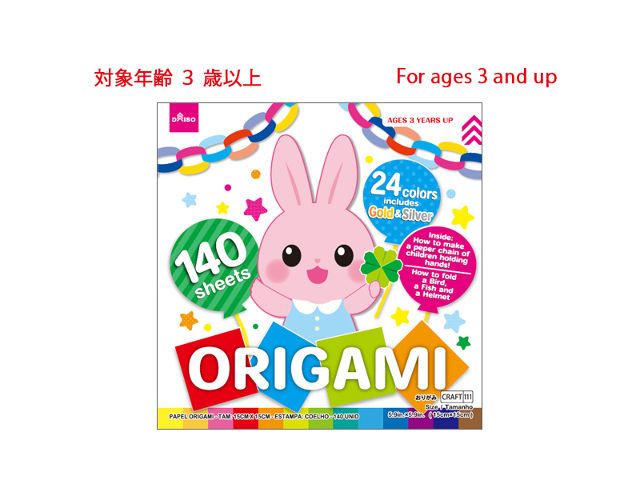 対象年齢 3 歳以上
For ages 3 and up
DAISO
AGES 3 YEARS UP
24 colors
includes
Gold & Silver
140
sheets
Inside:
How to make
a peper chain of
children holding
hands!
How to fold
a Bird,
a Fish and
a Helmet
ORIGAMI
おりがみ CRAFT 111
Size / Tamanho
PAPEL ORIGAMI - TAM. 15CM X 15CM - ESTAMPA: COELHO - 140 UNID
5.9in.×5.9in. (15cm×15cm)